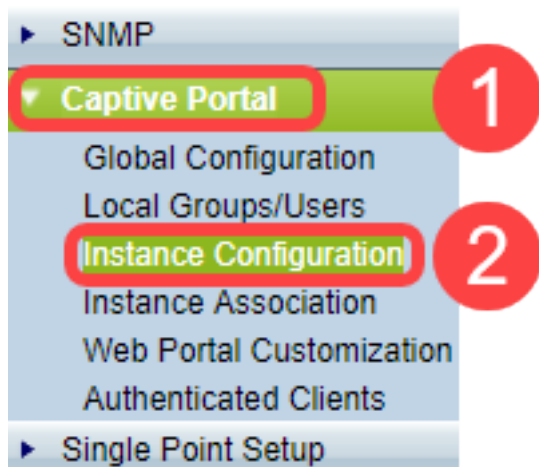 SNMP
Captive Portal 1
Global Configuration
Local Groups/Users
Instance Configuration 2
Instance Association
Web Portal Customization
Authenticated Clients
Single Point Setup